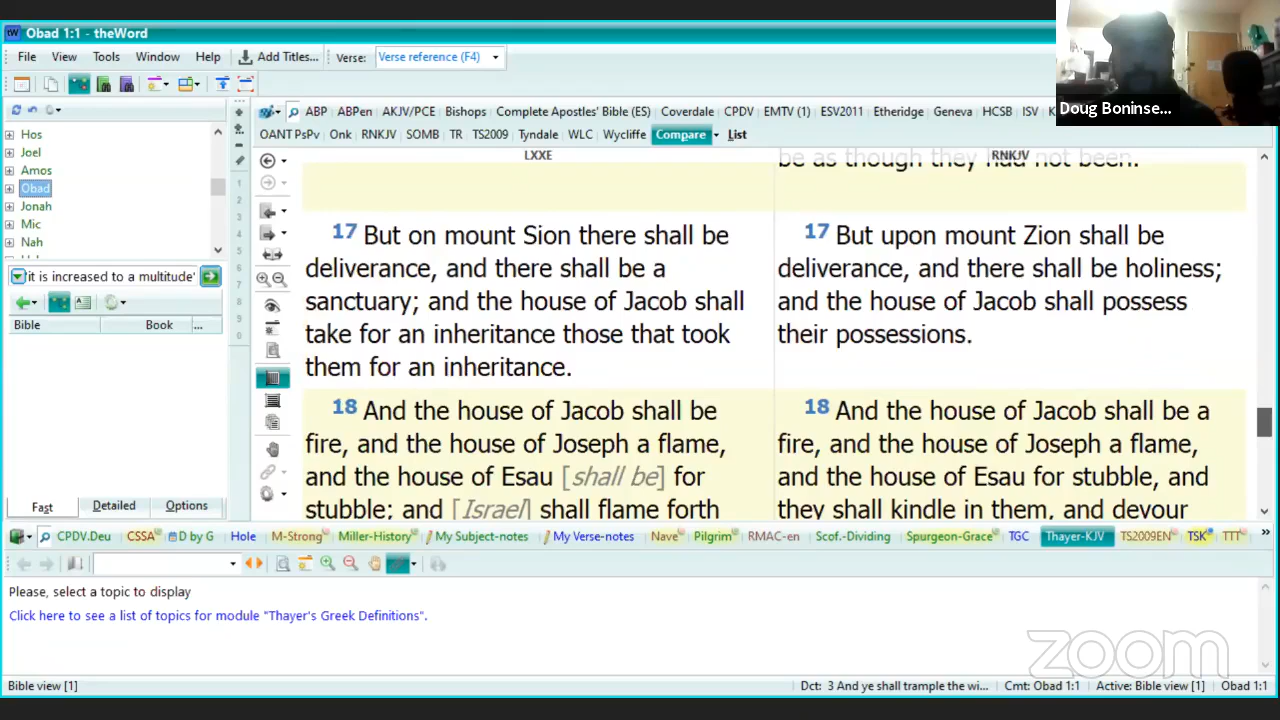 Obad 1:1 - theWord
File View Tools Window Help Add Titles... Verse: Verse reference (F4)
Doug Boninse...
Hos
Joel
Amos
Obad
Jonah
Mic
Nah
ABP ABPen AKJV/PCE Bishops Complete Apostles' Bible (ES) Coverdale CPDV EMTV (1) ESV2011 Etheridge Geneva HCSB ISV
OANT PsPv Onk RNKJV SOMB TR TS2009 Tyndale WLC Wycliffe Compare List
it is increased to a multitude'
Bible Book ...
Fast Detailed Options
LXXE
17 But on mount Sion there shall be
deliverance, and there shall be a
sanctuary; and the house of Jacob shall
take for an inheritance those that took
them for an inheritance.
18 And the house of Jacob shall be
fire, and the house of Joseph a flame,
and the house of Esau [shall be] for
stubble; and [Israel] shall flame forth
RNKJV
be as though they had not been.
17 But upon mount Zion shall be
deliverance, and there shall be holiness;
and the house of Jacob shall possess
their possessions.
18 And the house of Jacob shall be a
fire, and the house of Joseph a flame,
and the house of Esau for stubble, and
they shall kindle in them, and devour
CPDV.Deu CSSA D by G Hole M-Strong Miller-History My Subject-notes My Verse-notes Nave Pilgrim RMAC-en Scof.-Dividing Spurgeon-Grace TGC Thayer-KJV TS2009EN TSK TTT
Please, select a topic to display
Click here to see a list of topics for module "Thayer's Greek Definitions".
zoom
Bible view [1] Dct: 3 And ye shall trample the wi... Cmt: Obad 1:1 Active: Bible view [1] Obad 1:1